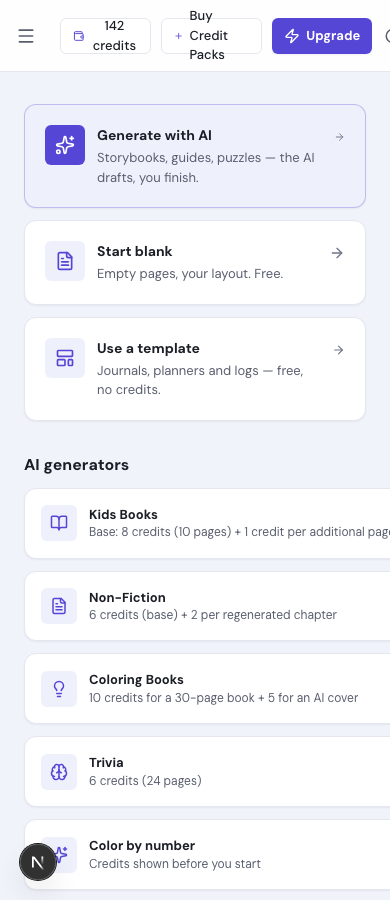 142
credits
Buy
Credit
Packs
Upgrade
Generate with AI
Storybooks, guides, puzzles — the AI
drafts, you finish.
Start blank
Empty pages, your layout. Free.
Use a template
Journals, planners and logs — free,
no credits.
AI generators
Kids Books
Base: 8 credits (10 pages) + 1 credit per additional page
Non-Fiction
6 credits (base) + 2 per regenerated chapter
Coloring Books
10 credits for a 30-page book + 5 for an AI cover
Trivia
6 credits (24 pages)
Color by number
Credits shown before you start
N